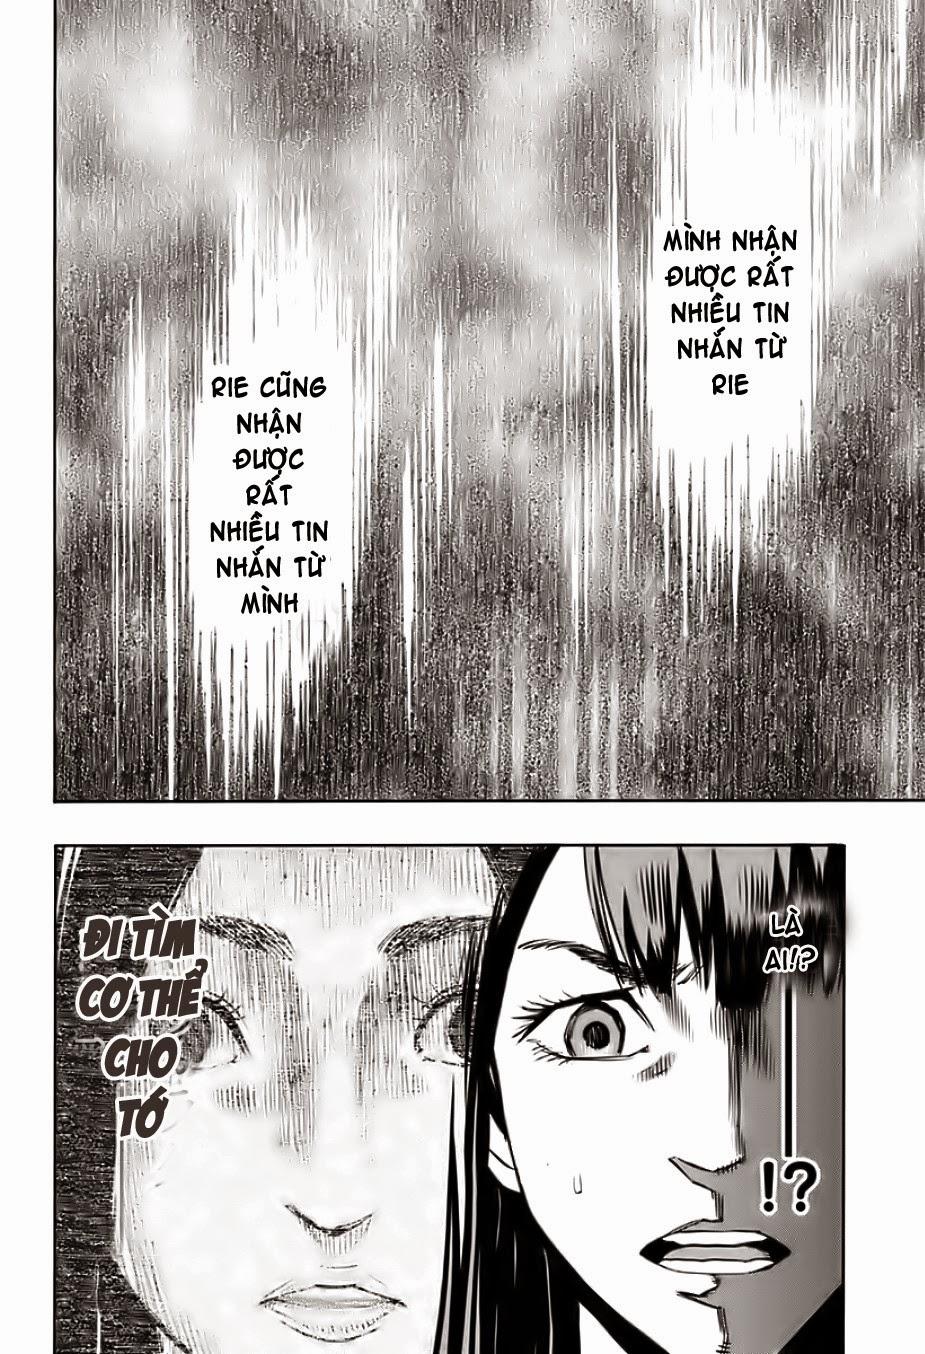 MÌNH NHẬN
ĐƯỢC RẤT
NHIỀU TIN
NHẮN TỪ
RIE
RIE CŨNG
NHẬN
ĐƯỢC
RẤT
NHIỀU TIN
NHẮN TỪ
MÌNH
LÀ
AI!?
!?
ĐI TÌM
CƠ THỂ
CHO
TỚ